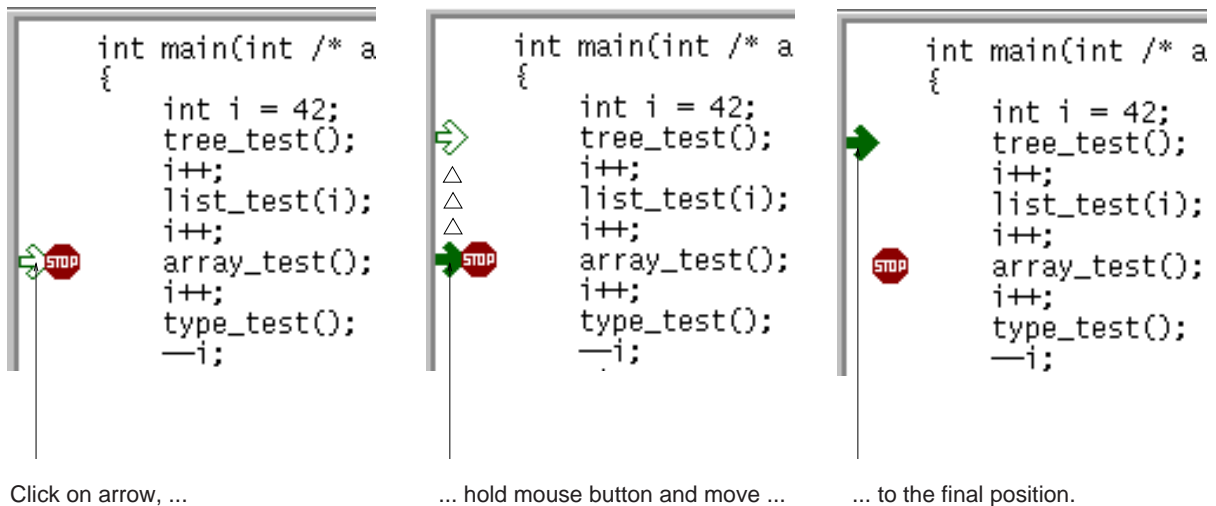 int main(int /* a
{
int i = 42;
tree_test();
i++;
list_test(i);
i++;
STOP array_test();
i++;
type_test();
--i;
Click on arrow, ...
int main(int /* a
{
int i = 42;
tree_test();
i++;
list_test(i);
i++;
STOP array_test();
i++;
type_test();
--i;
... hold mouse button and move ...
int main(int /* a
{
int i = 42;
tree_test();
i++;
list_test(i);
i++;
STOP array_test();
i++;
type_test();
--i;
... to the final position.